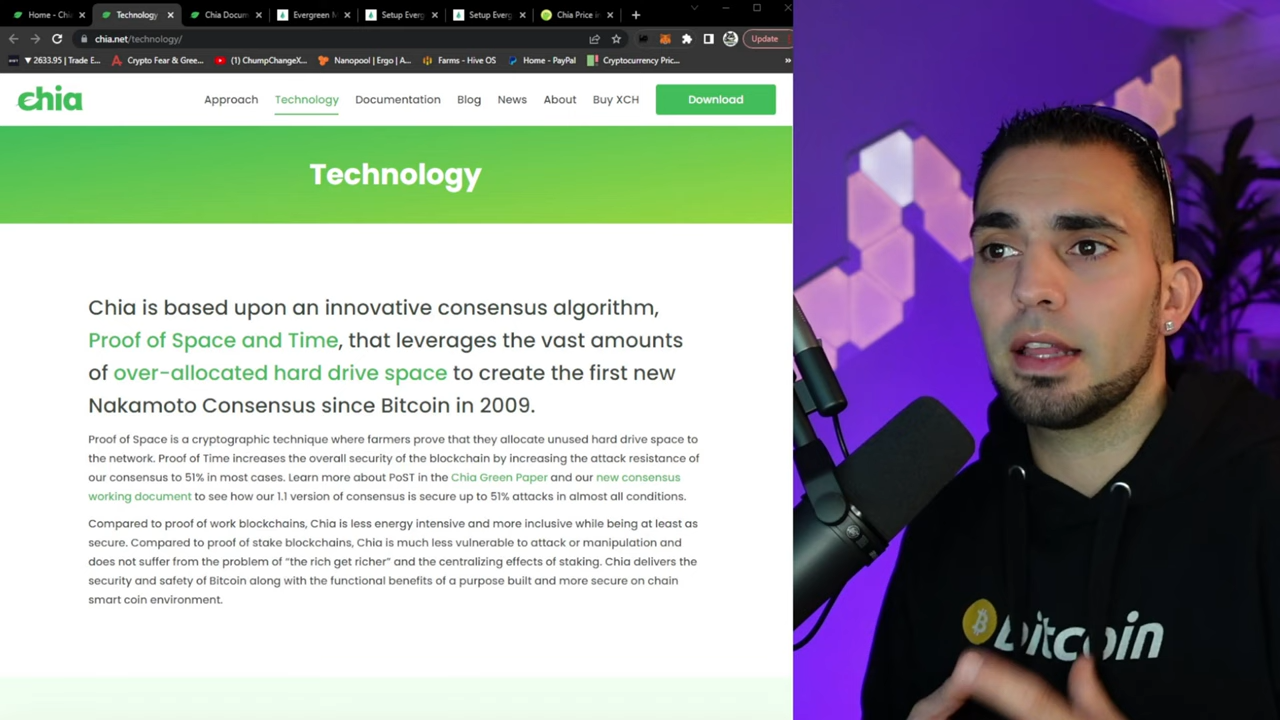 Home - Chi
Technology
Chia Docum
Evergreen M
Setup Everg
Setup Everg
Chia Price in
chia.net/technology/
Update
▼ 2633.95 | Trade E...
Crypto Fear & Gree...
(1) ChumpChangeX...
Nanopool | Ergo | A...
Farms - Hive OS
Home - PayPal
Cryptocurrency Pric...
»
chia
Approach
Technology
Documentation
Blog
News
About
Buy XCH
Download
Technology
Chia is based upon an innovative consensus algorithm,
Proof of Space and Time, that leverages the vast amounts
of over-allocated hard drive space to create the first new
Nakamoto Consensus since Bitcoin in 2009.
Proof of Space is a cryptographic technique where farmers prove that they allocate unused hard drive space to
the network. Proof of Time increases the overall security of the blockchain by increasing the attack resistance of
our consensus to 51% in most cases. Learn more about PoST in the Chia Green Paper and our new consensus
working document to see how our 1.1 version of consensus is secure up to 51% attacks in almost all conditions.
Compared to proof of work blockchains, Chia is less energy intensive and more inclusive while being at least as
secure. Compared to proof of stake blockchains, Chia is much less vulnerable to attack or manipulation and
does not suffer from the problem of “the rich get richer” and the centralizing effects of staking. Chia delivers the
security and safety of Bitcoin along with the functional benefits of a purpose built and more secure on chain
smart coin environment.
bitcoin